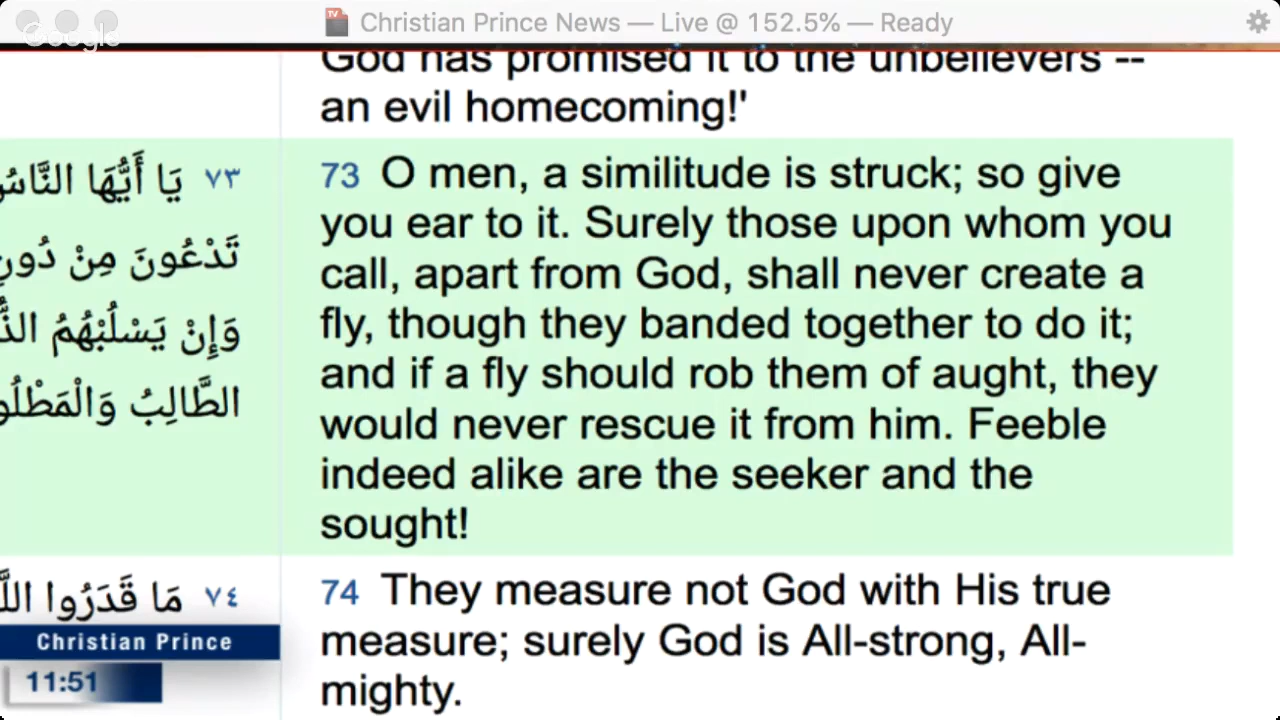 Christian Prince News — Live @ 152.5% — Ready
Google
TV
God has promised it to the unbelievers --
an evil homecoming!'
73 O men, a similitude is struck; so give
you ear to it. Surely those upon whom you
call, apart from God, shall never create a
fly, though they banded together to do it;
and if a fly should rob them of aught, they
would never rescue it from him. Feeble
indeed alike are the seeker and the
sought!
74 They measure not God with His true
measure; surely God is All-strong, All-
mighty.
٧٣ يَا أَيُّهَا
تَدْعُونَ مِنْ
وَإِنْ يَسْلُبْهُمُ
الطَّالِبُ
٧٤ مَا قَدَرُوا
Christian Prince
11:51